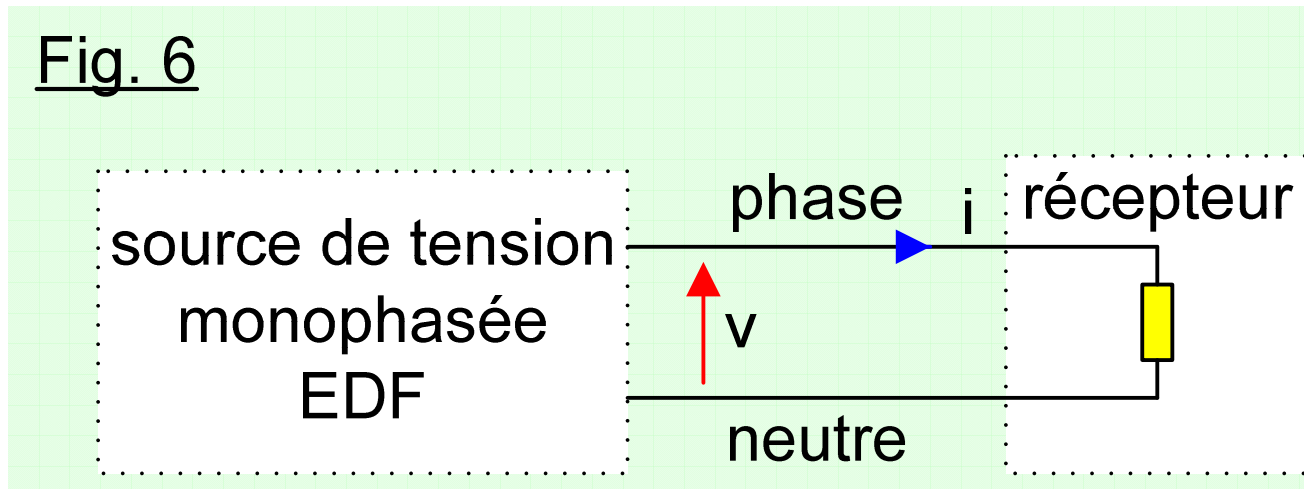 Fig. 6
source de tension
monophasée
EDF
phase
i
v
neutre
récepteur